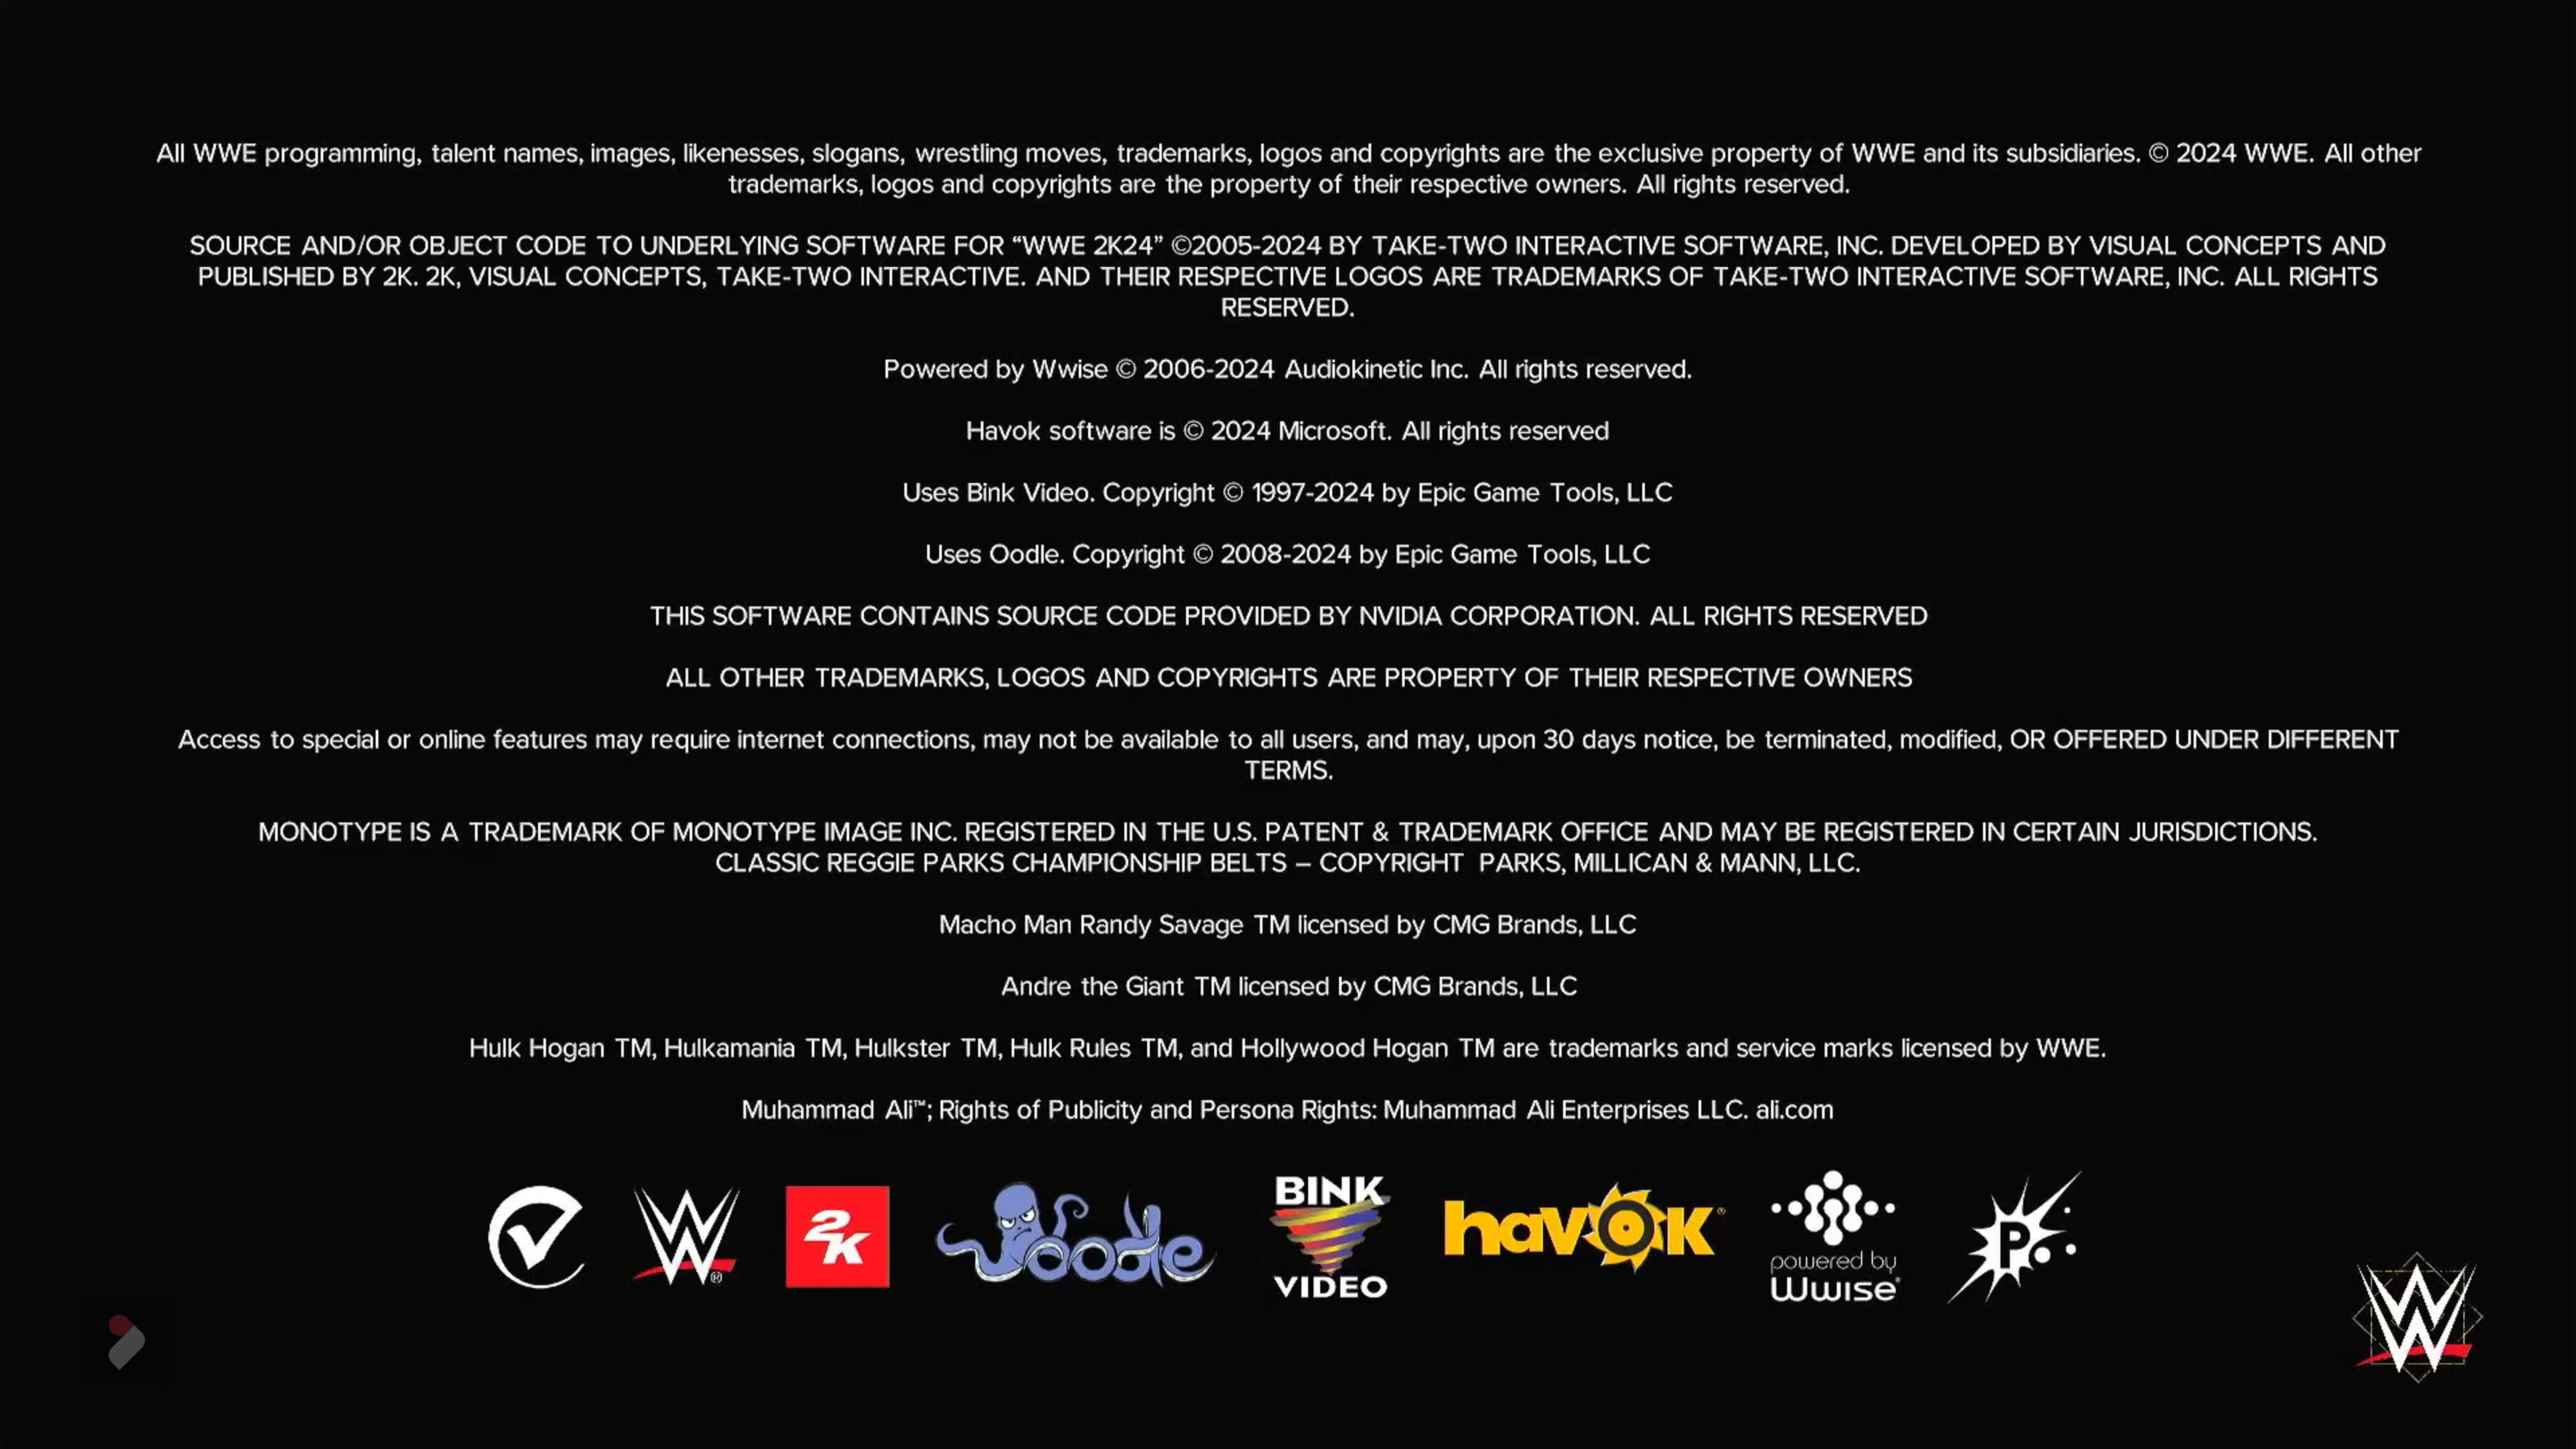 All WWE programming, talent names, images, likenesses, slogans, wrestling moves, trademarks, logos and copyrights are the exclusive property of WWE and its subsidiaries. © 2024 WWE. All other
trademarks, logos and copyrights are the property of their respective owners. All rights reserved.
SOURCE AND/OR OBJECT CODE TO UNDERLYING SOFTWARE FOR “WWE 2K24” ©2005-2024 BY TAKE-TWO INTERACTIVE SOFTWARE, INC. DEVELOPED BY VISUAL CONCEPTS AND
PUBLISHED BY 2K. 2K, VISUAL CONCEPTS, TAKE-TWO INTERACTIVE. AND THEIR RESPECTIVE LOGOS ARE TRADEMARKS OF TAKE-TWO INTERACTIVE SOFTWARE, INC. ALL RIGHTS
RESERVED.
Powered by Wwise © 2006-2024 Audiokinetic Inc. All rights reserved.
Havok software is © 2024 Microsoft. All rights reserved
Uses Bink Video. Copyright © 1997-2024 by Epic Game Tools, LLC
Uses Oodle. Copyright © 2008-2024 by Epic Game Tools, LLC
THIS SOFTWARE CONTAINS SOURCE CODE PROVIDED BY NVIDIA CORPORATION. ALL RIGHTS RESERVED
ALL OTHER TRADEMARKS, LOGOS AND COPYRIGHTS ARE PROPERTY OF THEIR RESPECTIVE OWNERS
Access to special or online features may require internet connections, may not be available to all users, and may, upon 30 days notice, be terminated, modified, OR OFFERED UNDER DIFFERENT
TERMS.
MONOTYPE IS A TRADEMARK OF MONOTYPE IMAGE INC. REGISTERED IN THE U.S. PATENT & TRADEMARK OFFICE AND MAY BE REGISTERED IN CERTAIN JURISDICTIONS.
CLASSIC REGGIE PARKS CHAMPIONSHIP BELTS – COPYRIGHT PARKS, MILLICAN & MANN, LLC.
Macho Man Randy Savage TM licensed by CMG Brands, LLC
Andre the Giant TM licensed by CMG Brands, LLC
Hulk Hogan TM, Hulkamania TM, Hulkster TM, Hulk Rules TM, and Hollywood Hogan TM are trademarks and service marks licensed by WWE.
Muhammad Ali™; Rights of Publicity and Persona Rights: Muhammad Ali Enterprises LLC. ali.com
W ®
2K
oodle
BINK
VIDEO
havok®
powered by
Wwise®
P
W